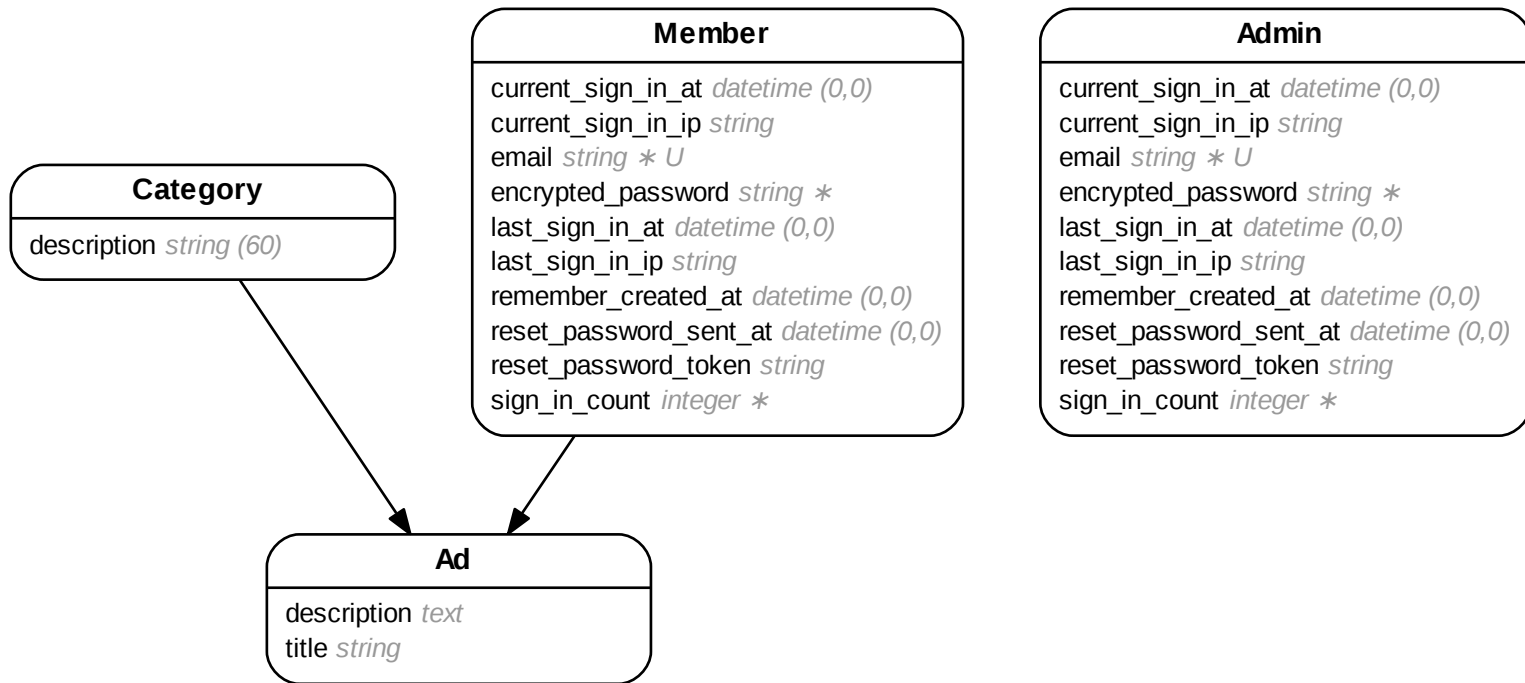 Member
current_sign_in_at datetime (0,0)
current_sign_in_ip string
email string ∗ U
encrypted_password string ∗
last_sign_in_at datetime (0,0)
last_sign_in_ip string
remember_created_at datetime (0,0)
reset_password_sent_at datetime (0,0)
reset_password_token string
sign_in_count integer ∗
Admin
current_sign_in_at datetime (0,0)
current_sign_in_ip string
email string ∗ U
encrypted_password string ∗
last_sign_in_at datetime (0,0)
last_sign_in_ip string
remember_created_at datetime (0,0)
reset_password_sent_at datetime (0,0)
reset_password_token string
sign_in_count integer ∗
Category
description string (60)
Ad
description text
title string